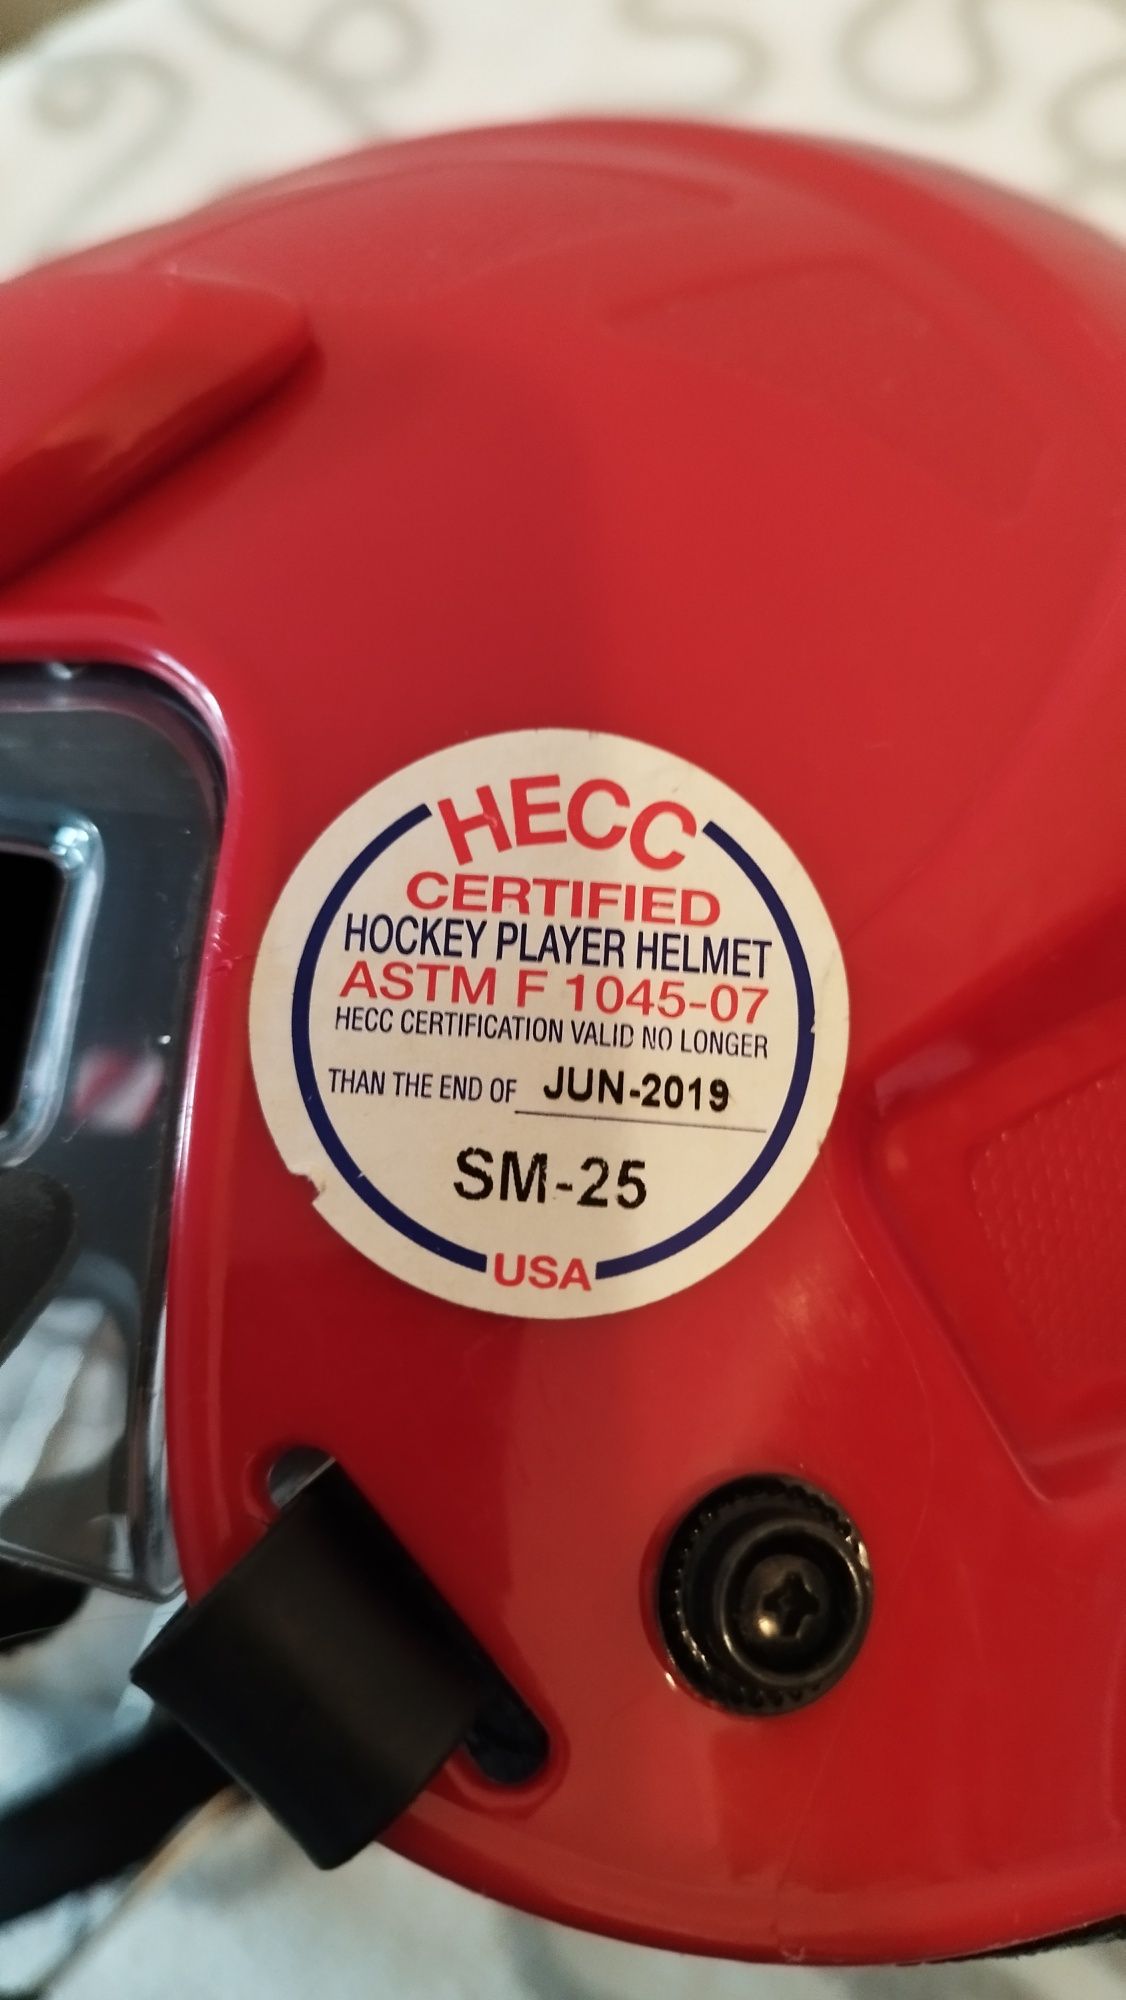 HECC
CERTIFIED
HOCKEY PLAYER HELMET
ASTM F 1045-07
HECC CERTIFICATION VALID NO LONGER
THAN THE END OF JUN-2019
SM-25
USA